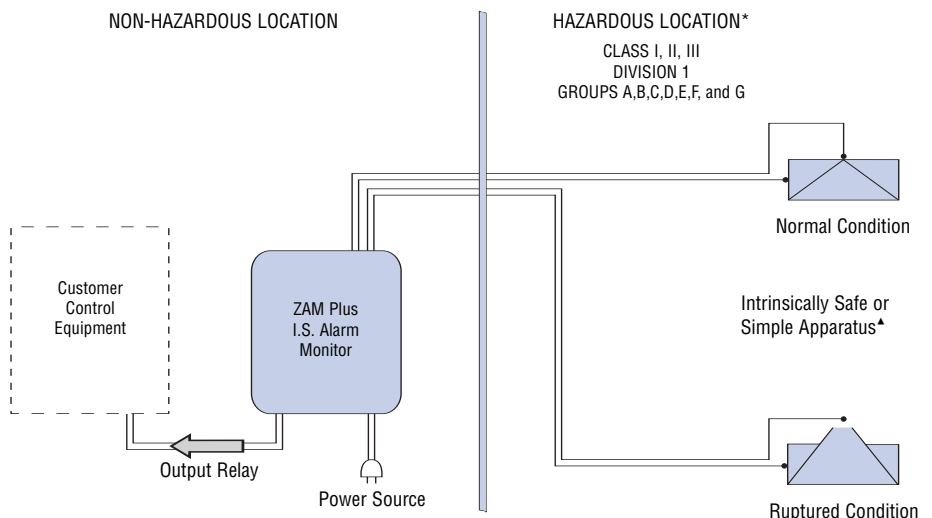 NON-HAZARDOUS LOCATION
HAZARDOUS LOCATION*
CLASS I, II, III
DIVISION 1
GROUPS A,B,C,D,E,F, and G
Normal Condition
Customer
Control
Equipment
ZAM Plus
I.S. Alarm
Monitor
Intrinsically Safe or
Simple Apparatus▲
Output Relay
Power Source
Ruptured Condition